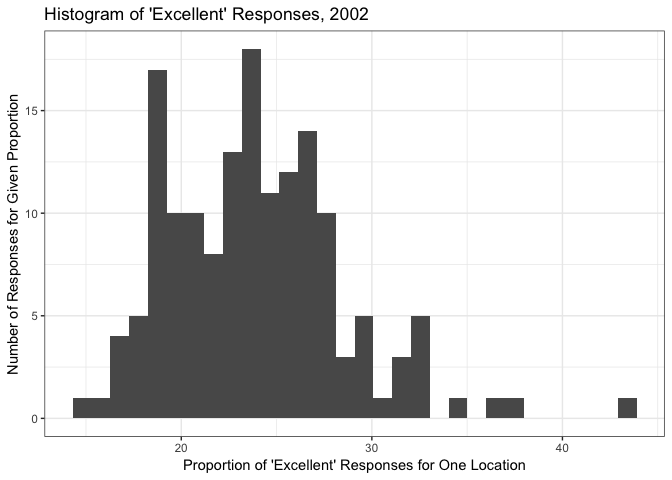 Histogram of 'Excellent' Responses, 2002
Number of Responses for Given Proportion
15
10
5
0
20 30 40
Proportion of 'Excellent' Responses for One Location